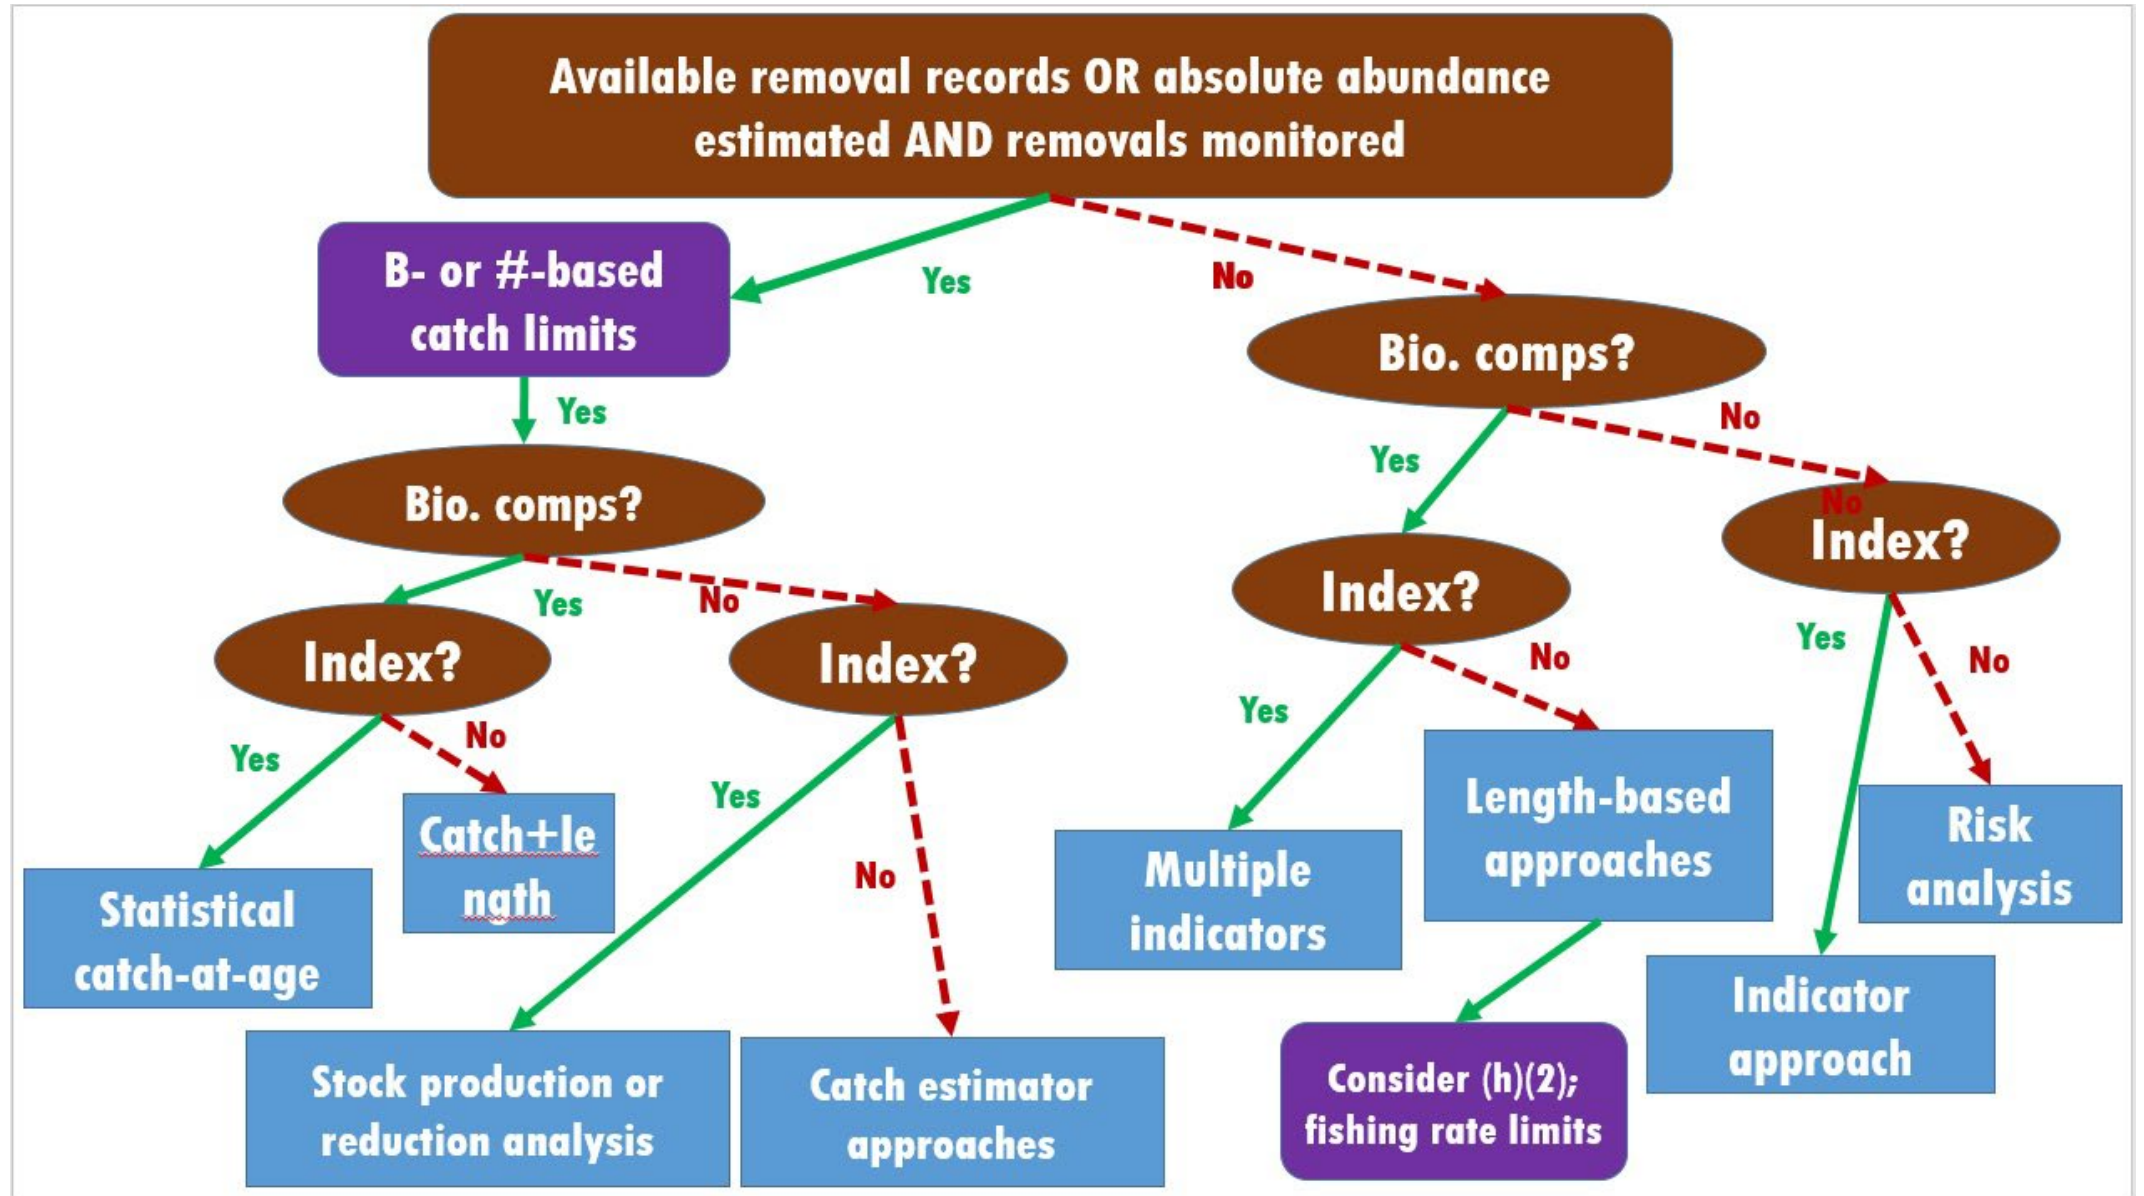 Available removal records OR absolute abundance
estimated AND removals monitored
B- or #-based
catch limits
Yes
No
Yes
Bio. comps?
Bio. comps?
No
Yes
No
Index?
Index?
Yes
No
Index?
Index?
Yes
No
Yes
No
Yes
No
Yes
No
Catch+le
ngth
Statistical
catch-at-age
Length-based
approaches
Multiple
indicators
Risk
analysis
Indicator
approach
Stock production or
reduction analysis
Catch estimator
approaches
Consider (h)(2);
fishing rate limits